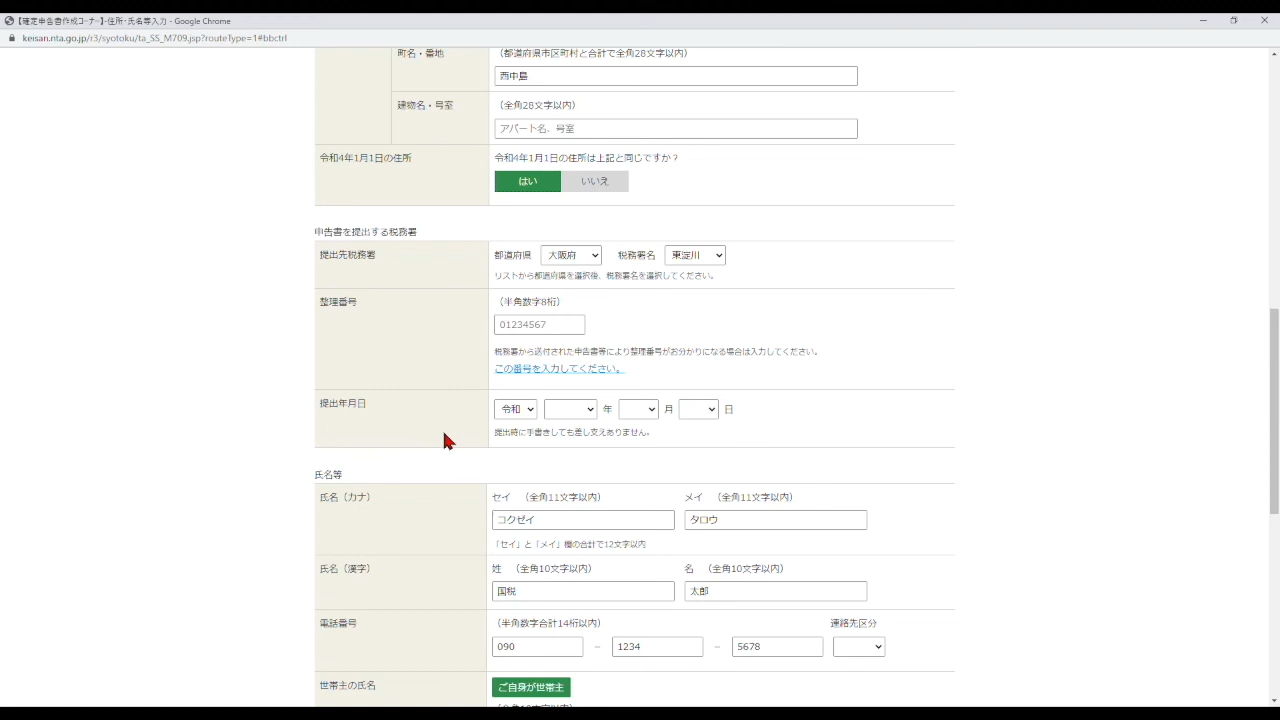 【確定申告書作成コーナー】-住所・氏名等入力 - Google Chrome
keisan.nta.go.jp/r3/syotoku/ta_SS_M709.jsp?routeType=1#bbctrl
町名・番地
（都道府県市区町村と合計で全角28文字以内）
西中島
建物名・号室
（全角28文字以内）
アパート名、号室
令和4年1月1日の住所
令和4年1月1日の住所は上記と同じですか？
はい
いいえ
申告書を提出する税務署
提出先税務署
都道府県 大阪府 税務署名 東淀川
リストから都道府県を選択後、税務署名を選択してください。
整理番号
（半角数字8桁）
01234567
税務署から送付された申告書等により整理番号がお分かりになる場合は入力してください。
この番号を入力してください。
提出年月日
令和 年 月 日
提出時に手書きしても差し支えありません。
氏名等
氏名（カナ）
セイ （全角11文字以内） メイ （全角11文字以内）
コクゼイ タロウ
「セイ」と「メイ」欄の合計で12文字以内
氏名（漢字）
姓 （全角10文字以内） 名 （全角10文字以内）
国税 太郎
電話番号
（半角数字合計14桁以内） 連絡先区分
090 － 1234 － 5678
世帯主の氏名
ご自身が世帯主